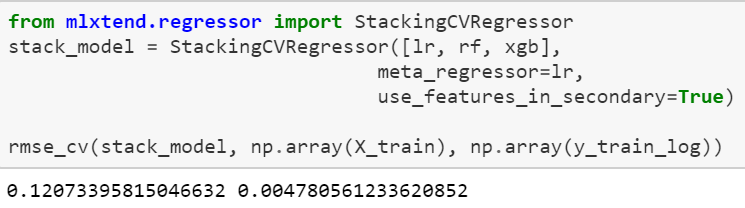 from mlxtend.regressor import StackingCVRegressor
stack_model = StackingCVRegressor([lr, rf, xgb],
meta_regressor=lr,
use_features_in_secondary=True)
rmse_cv(stack_model, np.array(X_train), np.array(y_train_log))
0.12073395815046632 0.004780561233620852